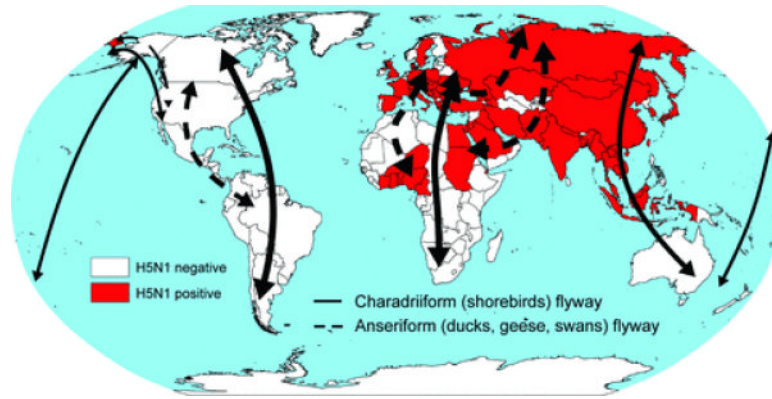 H5N1 negative
H5N1 positive
Charadriiform (shorebirds) flyway
Anseriform (ducks, geese, swans) flyway